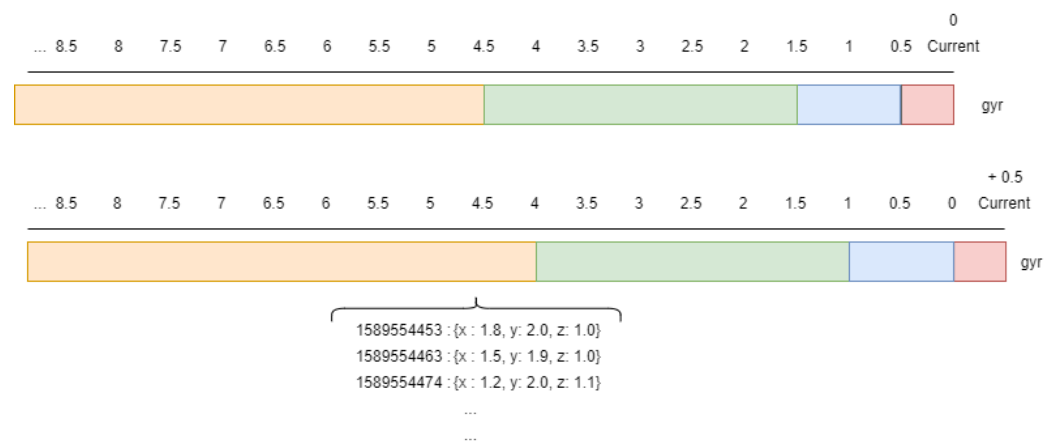 0
... 8.5 8 7.5 7 6.5 6 5.5 5 4.5 4 3.5 3 2.5 2 1.5 1 0.5 Current
gyr
+ 0.5
... 8.5 8 7.5 7 6.5 6 5.5 5 4.5 4 3.5 3 2.5 2 1.5 1 0.5 0 Current
gyr
1589554453 : {x : 1.8, y: 2.0, z: 1.0}
1589554463 : {x : 1.5, y: 1.9, z: 1.0}
1589554474 : {x : 1.2, y: 2.0, z: 1.1}
...
...